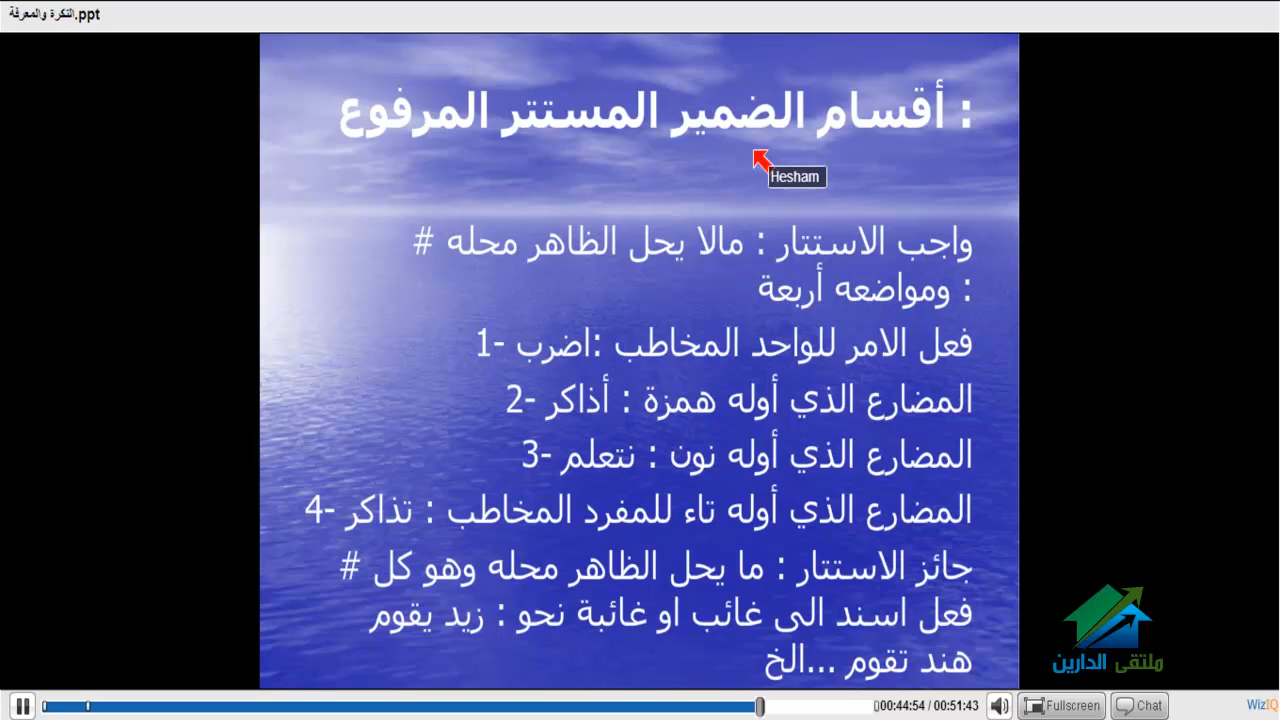 النكرة والمعرفة.ppt
أقسام الضمير المستتر المرفوع :
Hesham
# واجب الاستتار : مالا يحل الظاهر محله
ومواضعه أربعة :
1- فعل الامر للواحد المخاطب :اضرب
2- المضارع الذي أوله همزة : أذاكر
3- المضارع الذي أوله نون : نتعلم
4- المضارع الذي أوله تاء للمفرد المخاطب : تذاكر
# جائز الاستتار : ما يحل الظاهر محله وهو كل
فعل اسند الى غائب او غائبة نحو : زيد يقوم
هند تقوم ...الخ
ملتقى الدارين
00:44:54 / 00:51:43
Fullscreen
Chat
WizIQ